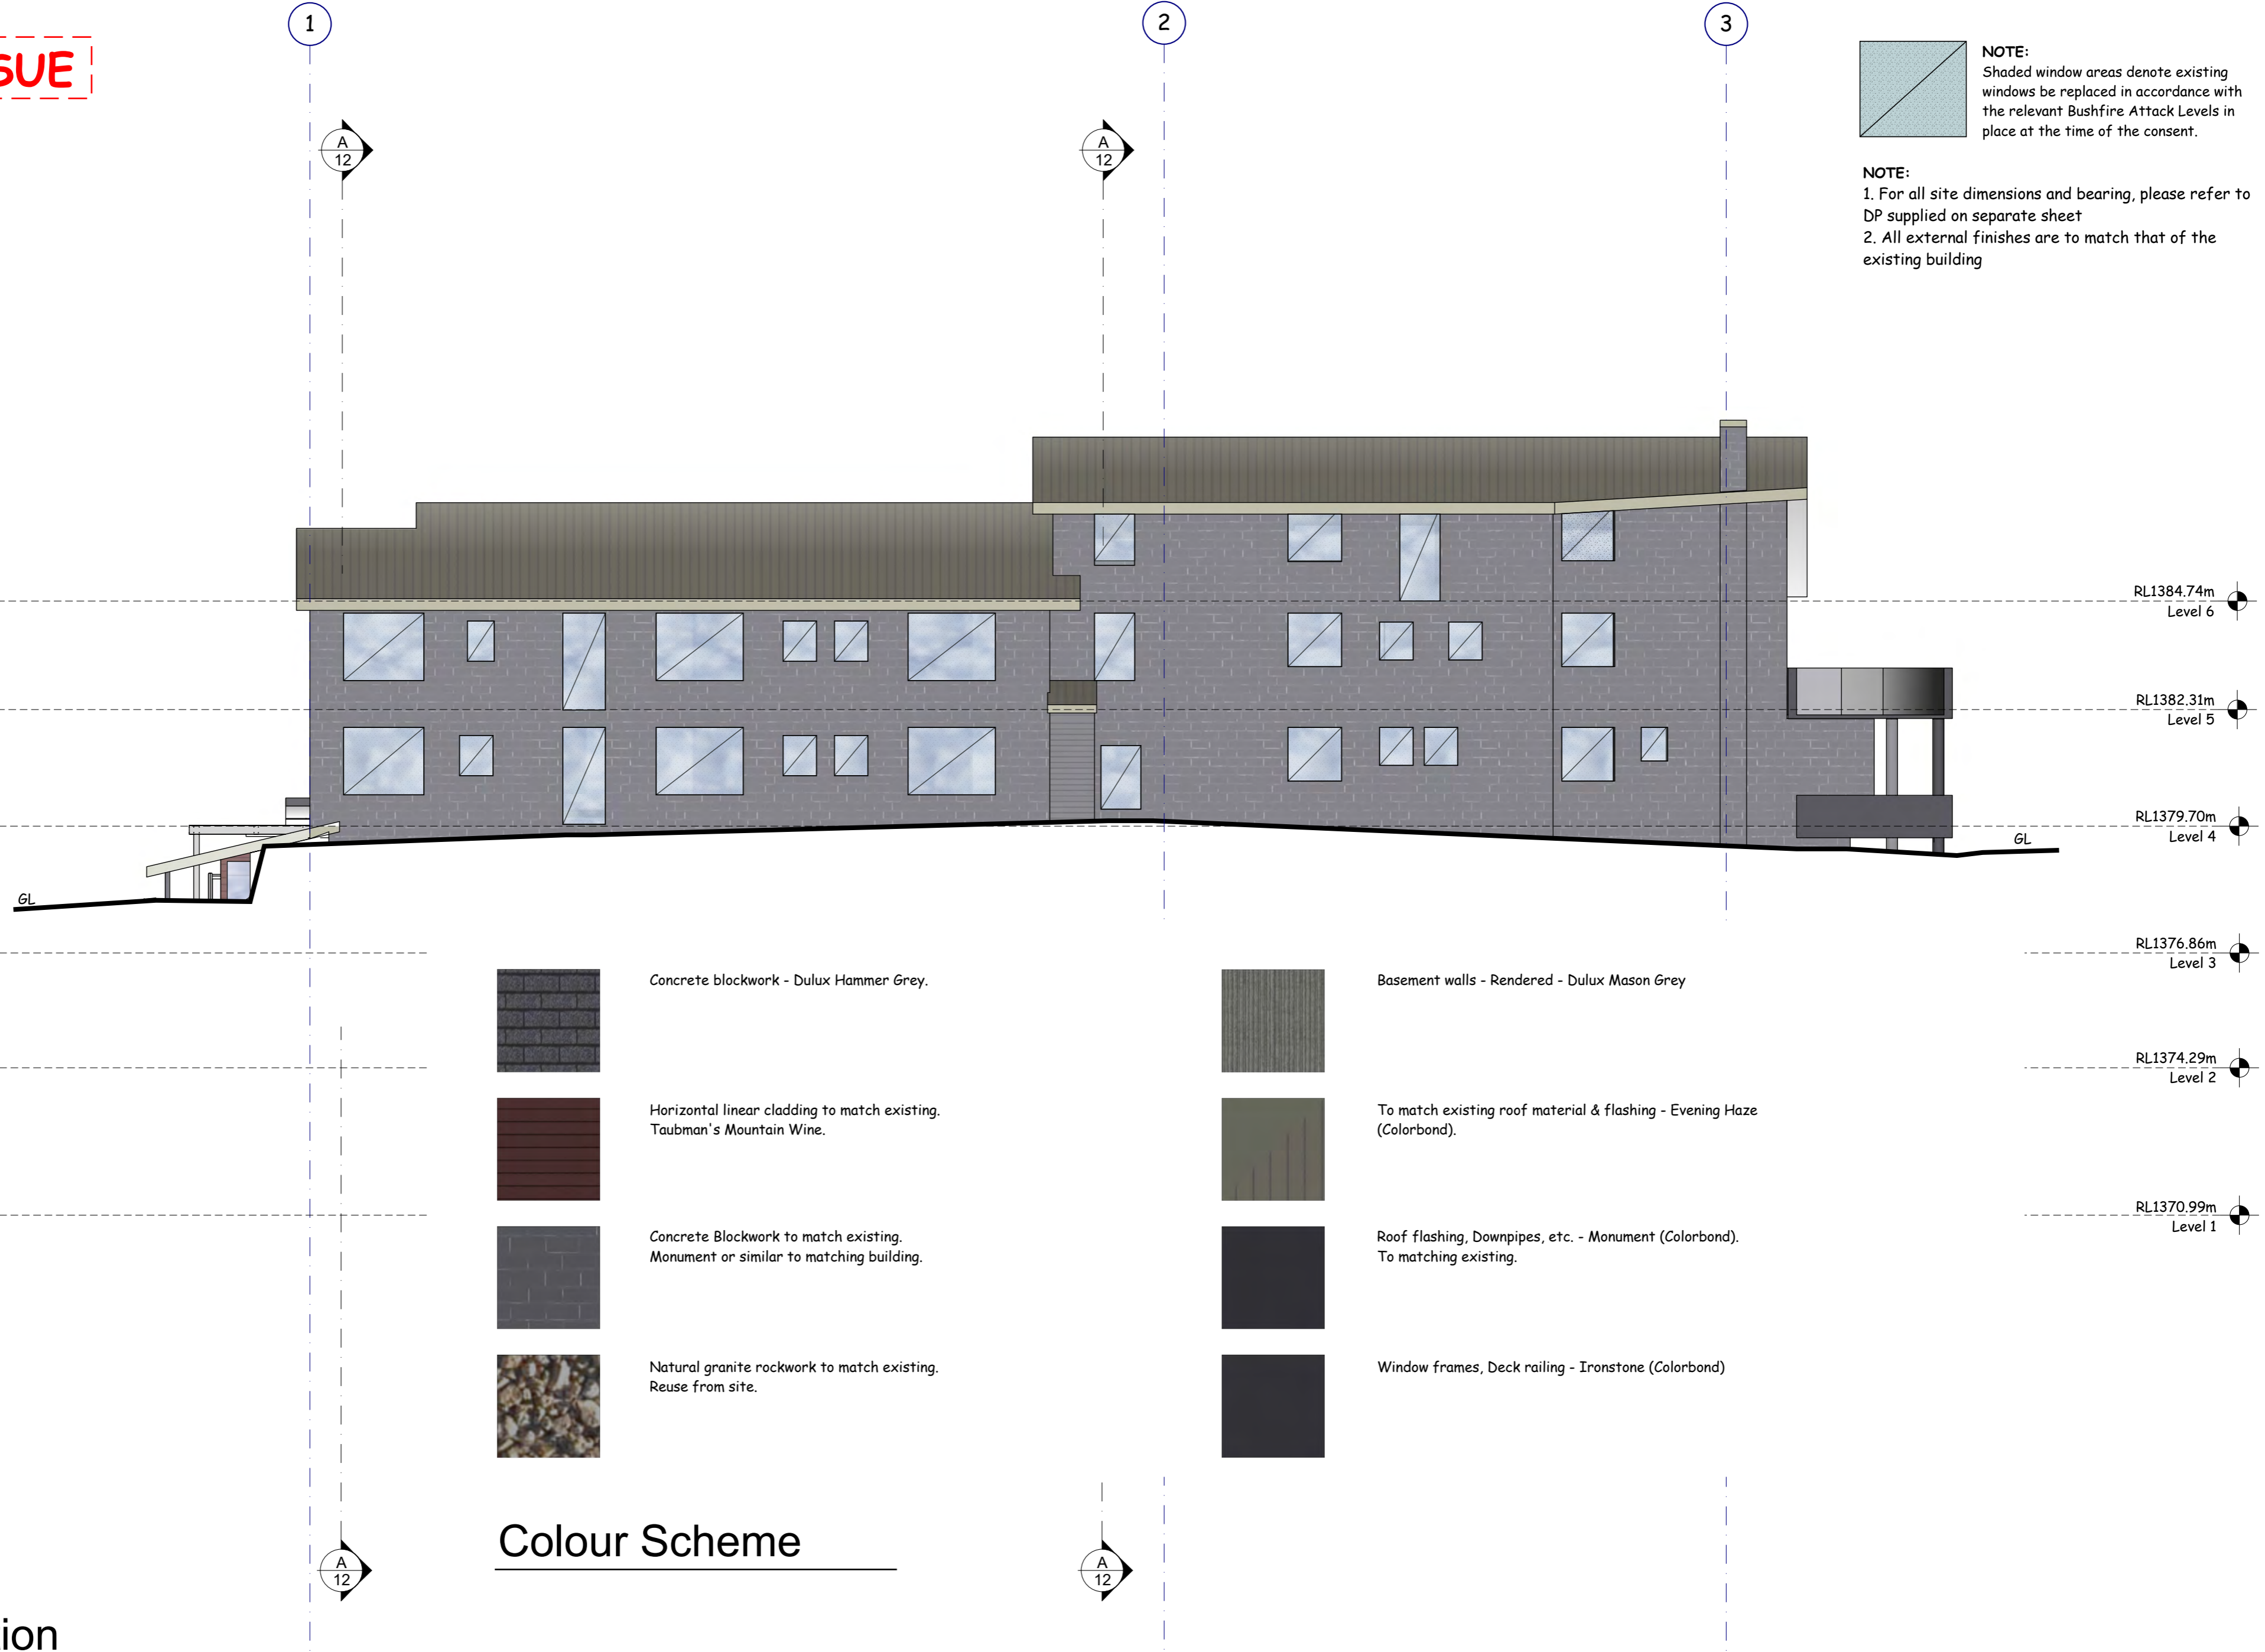 1
2
3
SUE
A
12
A
12
NOTE:
Shaded window areas denote existing
windows be replaced in accordance with
the relevant Bushfire Attack Levels in
place at the time of the consent.
NOTE:
1. For all site dimensions and bearing, please refer to
DP supplied on separate sheet
2. All external finishes are to match that of the
existing building
RL1384.74m
Level 6
RL1382.31m
Level 5
RL1379.70m
Level 4
GL
GL
RL1376.86m
Level 3
RL1374.29m
Level 2
RL1370.99m
Level 1
Concrete blockwork - Dulux Hammer Grey.
Horizontal linear cladding to match existing.
Taubman's Mountain Wine.
Concrete Blockwork to match existing.
Monument or similar to matching building.
Natural granite rockwork to match existing.
Reuse from site.
Basement walls - Rendered - Dulux Mason Grey
To match existing roof material & flashing - Evening Haze
(Colorbond).
Roof flashing, Downpipes, etc. - Monument (Colorbond).
To matching existing.
Window frames, Deck railing - Ironstone (Colorbond)
Colour Scheme
A
12
A
12
ion